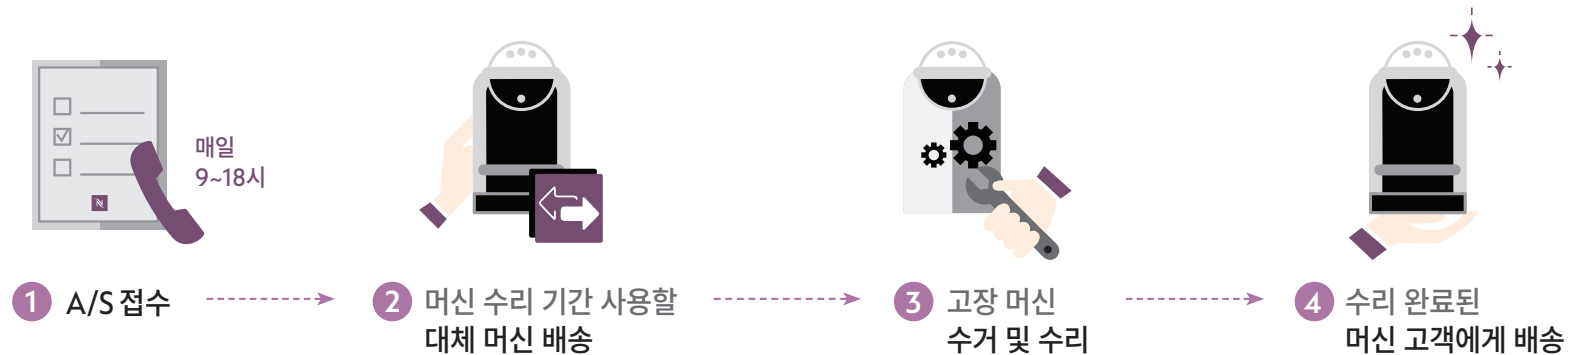 매일
9~18시
1 A/S 접수
2 머신 수리 기간 사용할
대체 머신 배송
3 고장 머신
수거 및 수리
4 수리 완료된
머신 고객에게 배송